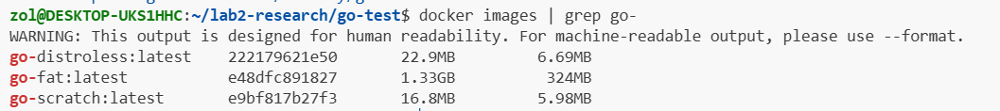 zol@DESKTOP-UKS1HHC:~/lab2-research/go-test$ docker images | grep go-
WARNING: This output is designed for human readability. For machine-readable output, please use --format.
go-distroless:latest 222179621e50 22.9MB 6.69MB
go-fat:latest e48dfc891827 1.33GB 324MB
go-scratch:latest e9bf817b27f3 16.8MB 5.98MB